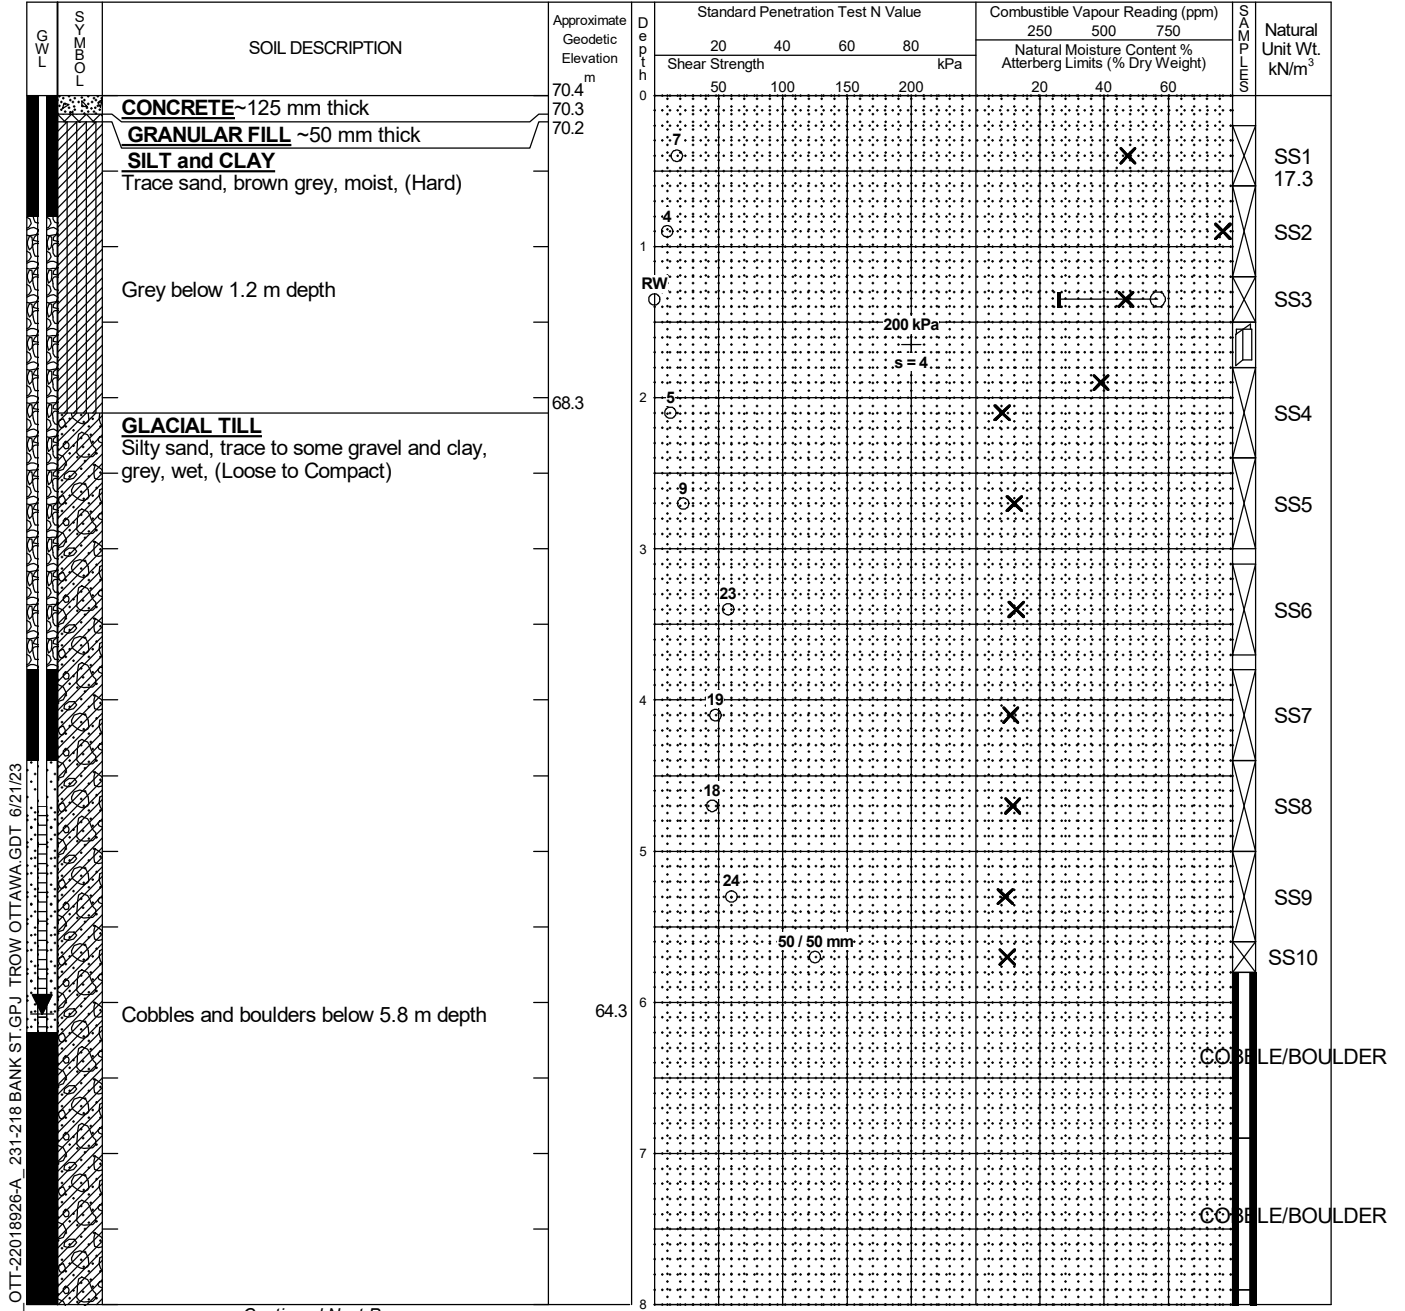 GWL
SYMBOL
SOIL DESCRIPTION
Approximate
Geodetic
Elevation
m
Depth
Standard Penetration Test N Value
20 40 60 80
Shear Strength kPa
50 100 150 200
Combustible Vapour Reading (ppm)
250 500 750
Natural Moisture Content %
Atterberg Limits (% Dry Weight)
20 40 60
SAMPLES
Natural
Unit Wt.
kN/m³
70.4
0
CONCRETE~125 mm thick
70.3
GRANULAR FILL ~50 mm thick
70.2
SILT and CLAY
Trace sand, brown grey, moist, (Hard)
7
SS1
17.3
4
SS2
1
Grey below 1.2 m depth
RW
SS3
200 kPa
s = 4
2
68.3
5
SS4
GLACIAL TILL
Silty sand, trace to some gravel and clay,
grey, wet, (Loose to Compact)
9
SS5
3
23
SS6
4
19
SS7
18
SS8
5
24
SS9
50 / 50 mm
SS10
6
Cobbles and boulders below 5.8 m depth
64.3
COBBLE/BOULDER
7
COBBLE/BOULDER
8
OTT-22018926-A_ 231-218 BANK ST.GPJ TROW OTTAWA.GDT 6/21/23